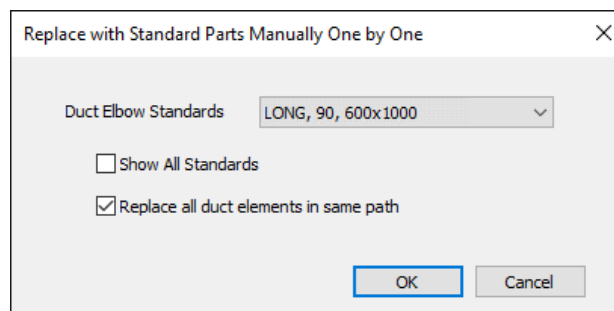 Replace with Standard Parts Manually One by One
Duct Elbow Standards LONG, 90, 600x1000
Show All Standards
Replace all duct elements in same path
OK Cancel